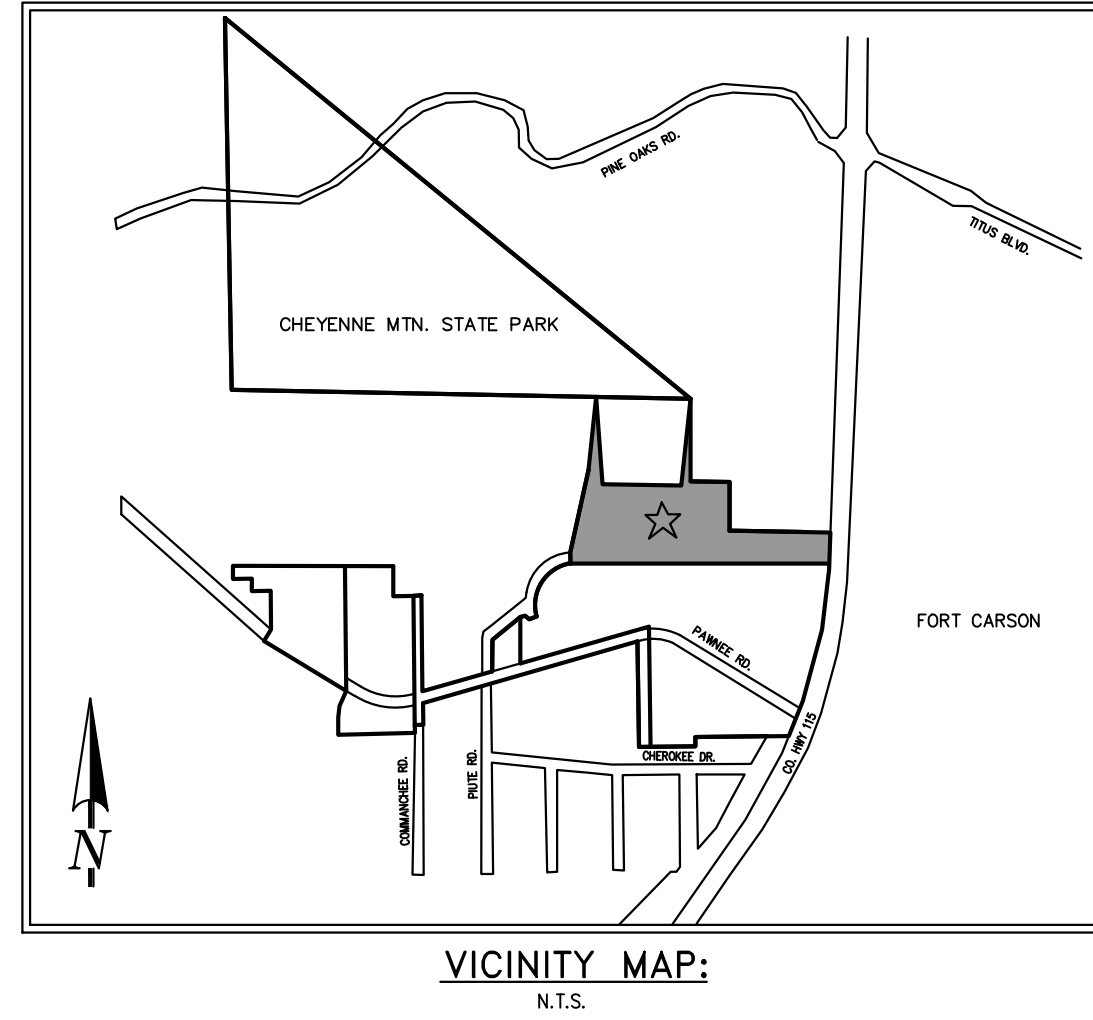 PINE OAKS RD.
TITUS BLVD.
CHEYENNE MTN. STATE PARK
FORT CARSON
PAWNEE RD.
CO. HWY 115
CHEROKEE DR.
COMMANCHEE RD.
PIUTE RD.
N
VICINITY MAP:
N.T.S.